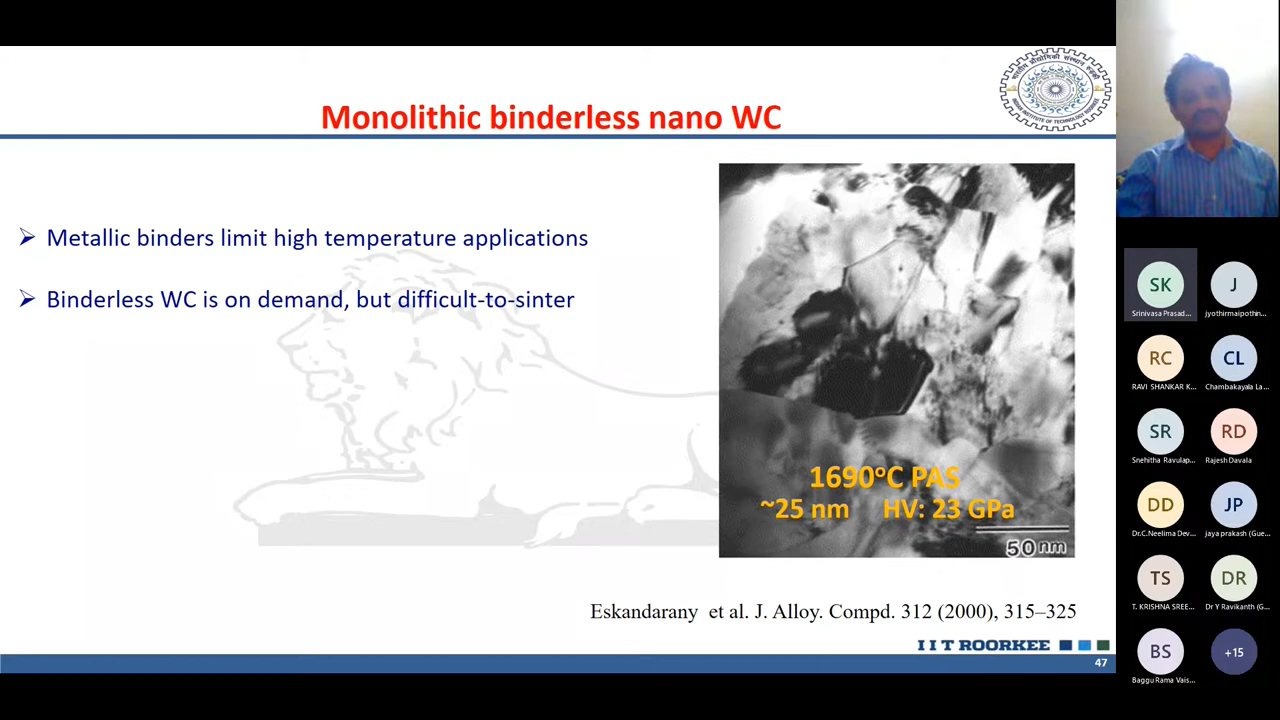 Monolithic binderless nano WC
Metallic binders limit high temperature applications
Binderless WC is on demand, but difficult-to-sinter
1690°C PAS
~25 nm HV: 23 GPa
50nm
Eskandarany et al. J. Alloy. Compd. 312 (2000), 315–325
I I T ROORKEE
47
SK
Srinivasa Prasad...
J
jyothirmaipothin...
RC
RAVI SHANKAR K...
CL
Chambakayala La...
SR
Snehitha Ravulap...
RD
Rajesh Davala
DD
Dr.C.Neelima Dev...
JP
jaya prakash (Gue...
TS
T. KRISHNA SREE...
DR
Dr Y Ravikanth (G...
BS
Baggu Rama Vais...
+15